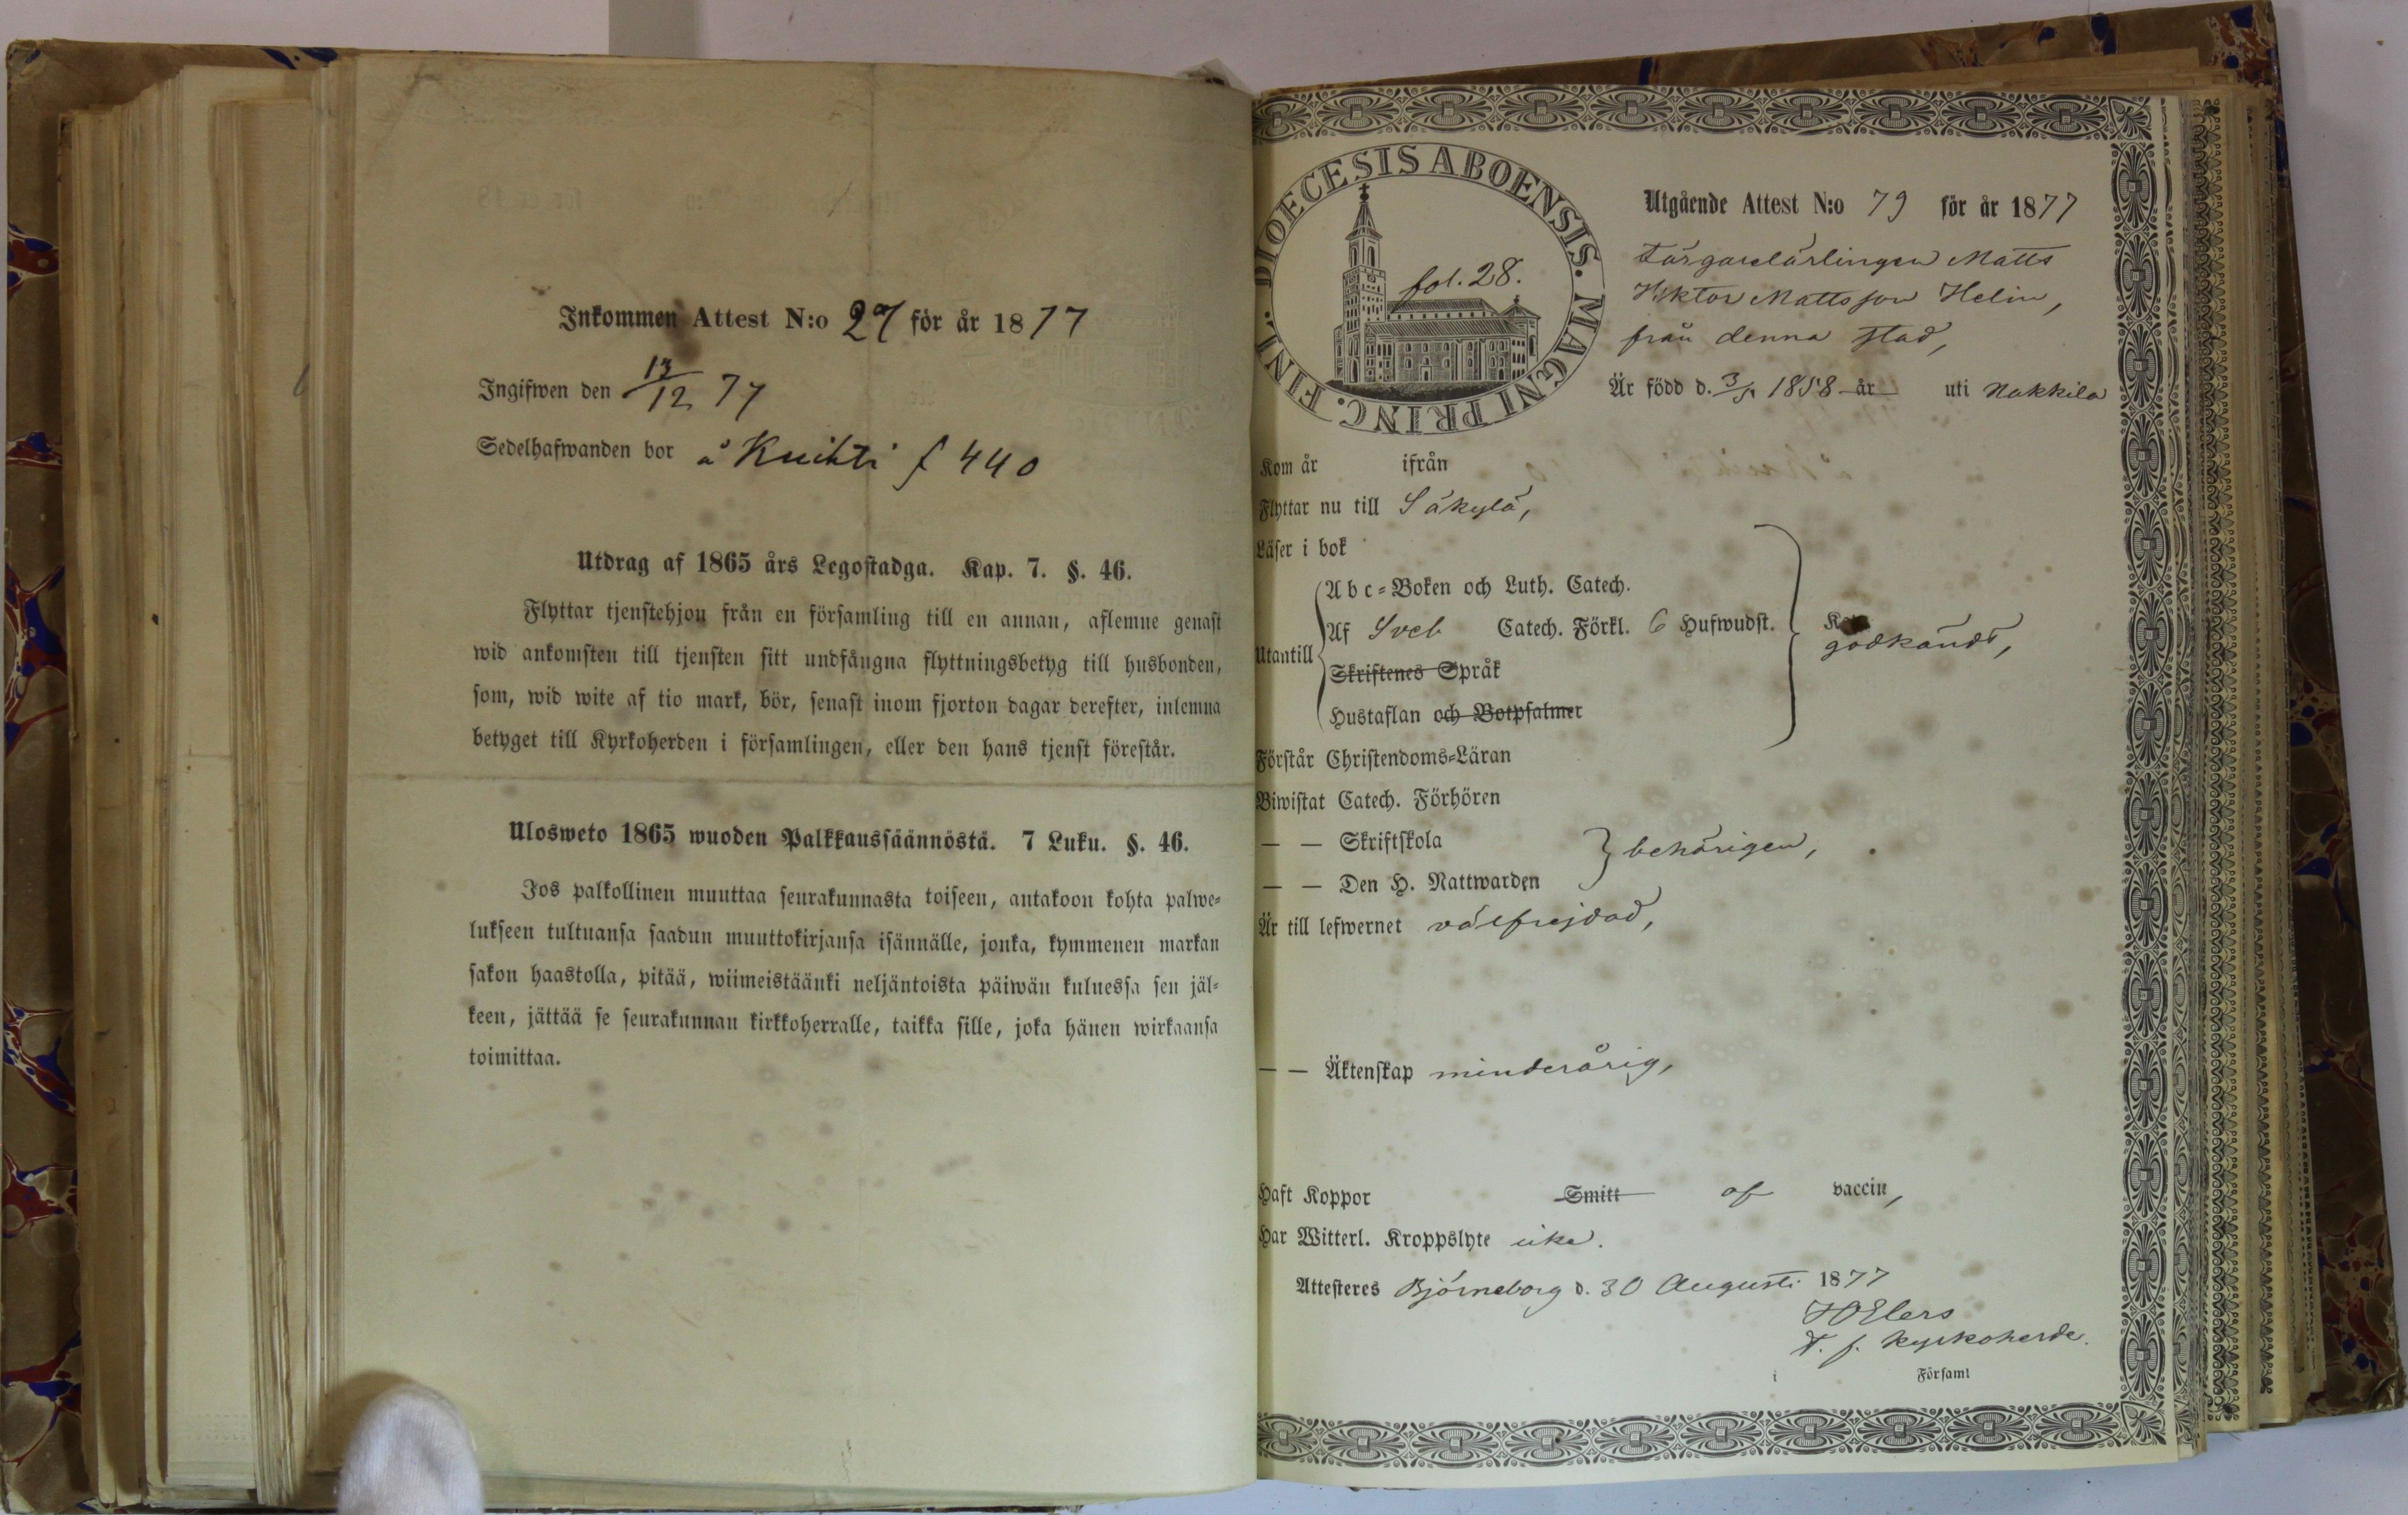 Inkommen Attest N:o 27 för år 1877
Ingifwen den 13/12 77
Sedelhafwanden bor å Kuihti f 440
Utdrag af 1865 års Legostadga. Kap. 7. §. 46.
Flyttar tjenstehjon från en församling till en annan, aflemne genast
wid ankomsten till tjensten sitt undfångna flyttningsbetyg till husbonden,
som, wid wite af tio mark, bör, senast inom fjorton dagar derefter, inlemna
betyget till Kyrkoherden i församlingen, eller den hans tjenst förestår.
Ulosweto 1865 wuoden Palkkaussäännöstä. 7 Luku. §. 46.
Jos palkollinen muuttaa seurakunnasta toiseen, antakoon kohta palwe-
lukseen tultuansa saadun muuttokirjansa isännälle, jonka, kymmenen markan
sakon haastolla, pitää, wiimeistäänki neljäntoista päiwän kuluessa sen jäl-
keen, jättää se seurakunnan kirkkoherralle, taikka sille, joka hänen wirkaansa
toimittaa.
DIOECESIS ABOENSIS. MAGNI PRINC. FINL.
fol. 28.
Utgående Attest N:o 79 för år 1877
Färgarelärlingen Matts
Viktor Mattsson Helin,
från denna stad,
Är född d. 3/5 1858 år uti Nakkila
Kom år ifrån
Flyttar nu till Säkylä,
Läser i bok
Abc-Boken och Luth. Catech.
Utantill Af Sveb Catech. Förkl. 6 Hufwudst.
godkändt,
Skriftenes Språk
Hustaflan och Botpsalmer
Förstår Christendoms-Läran
Biwistat Catech. Förhören
— — Skriftskola
behörigen,
— — Den H. Nattwarden
Är till lefwernet välfrejdad,
— — Äktenskap minderårig,
Haft Koppor Smitt af vaccin,
Har Witterl. Kroppslyte icke.
Attesteres Björneborg d. 30 Augusti 1877
HOElers
T. f. Kyrkoherde.
i Församl